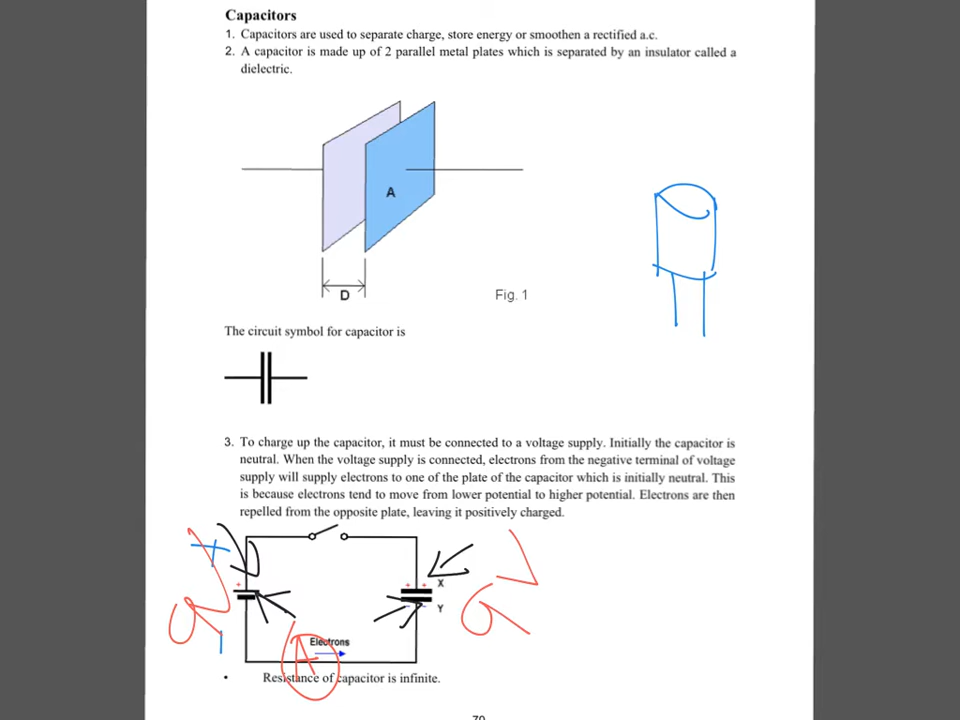 Capacitors
1. Capacitors are used to separate charge, store energy or smoothen a rectified a.c.
2. A capacitor is made up of 2 parallel metal plates which is separated by an insulator called a
dielectric.
A
D
Fig. 1
The circuit symbol for capacitor is
3. To charge up the capacitor, it must be connected to a voltage supply. Initially the capacitor is
neutral. When the voltage supply is connected, electrons from the negative terminal of voltage
supply will supply electrons to one of the plate of the capacitor which is initially neutral. This
is because electrons tend to move from lower potential to higher potential. Electrons are then
repelled from the opposite plate, leaving it positively charged.
+
9V
+
+ +
X
Y
9V
Electrons
A
• Resistance of capacitor is infinite.